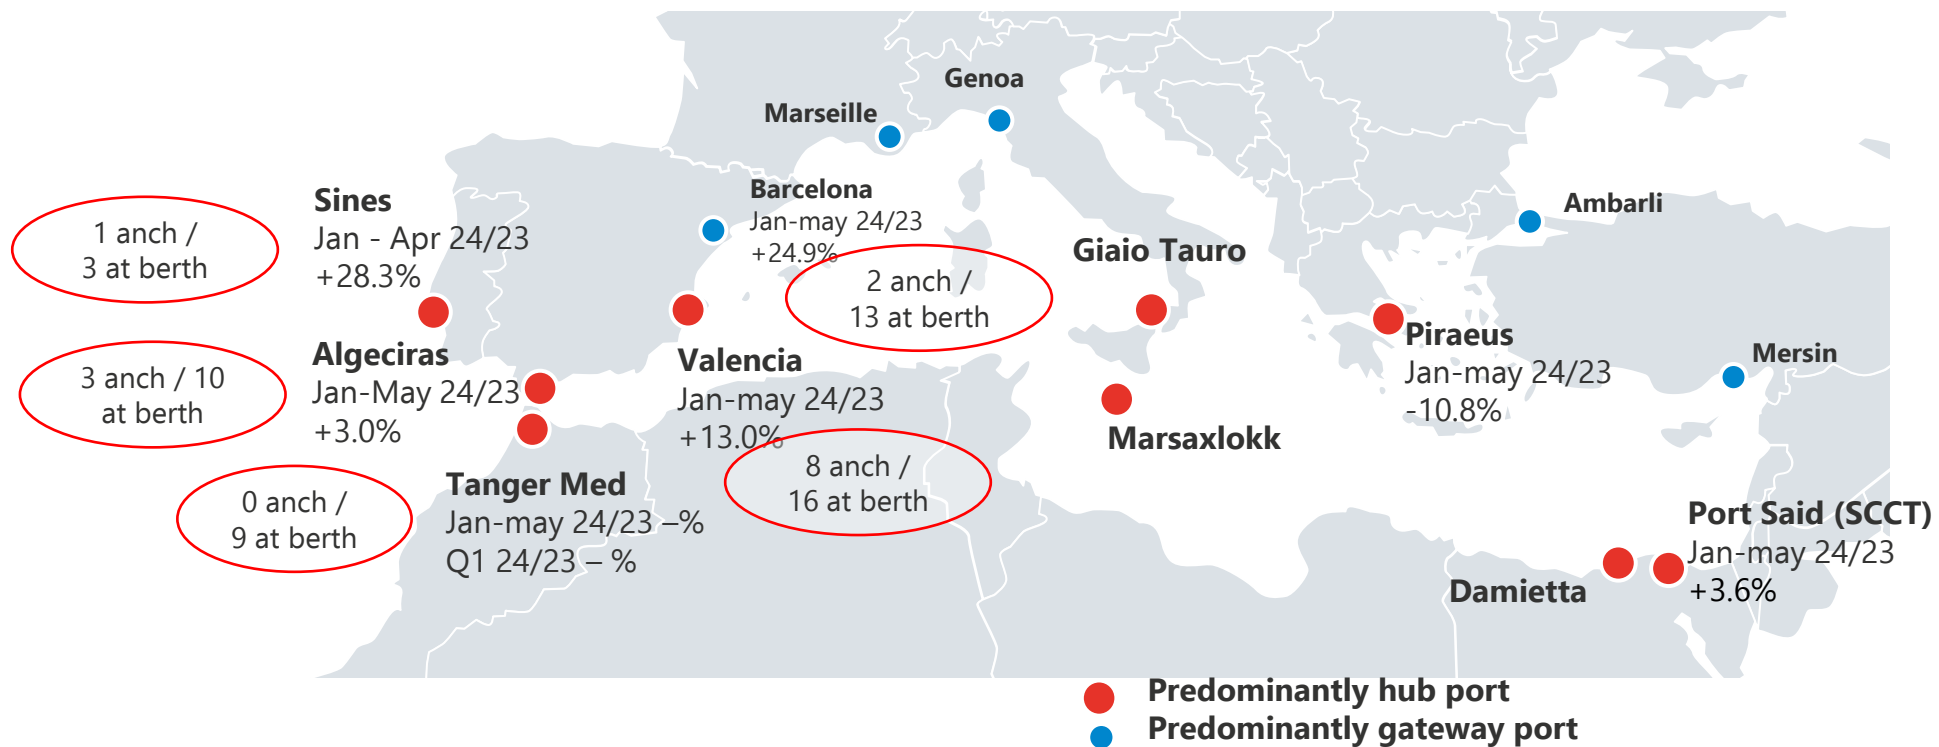 Genoa
Marseille
Sines
Jan - Apr 24/23
+28.3%
1 anch /
3 at berth
Barcelona
Jan-may 24/23
+24.9%
2 anch /
13 at berth
Giaio Tauro
Ambarli
Algeciras
Jan-May 24/23
+3.0%
3 anch / 10
at berth
Valencia
Jan-may 24/23
+13.0%
8 anch /
16 at berth
Piraeus
Jan-may 24/23
-10.8%
Mersin
Marsaxlokk
Tanger Med
Jan-may 24/23 –%
Q1 24/23 – %
0 anch /
9 at berth
Damietta
Port Said (SCCT)
Jan-may 24/23
+3.6%
Predominantly hub port
Predominantly gateway port